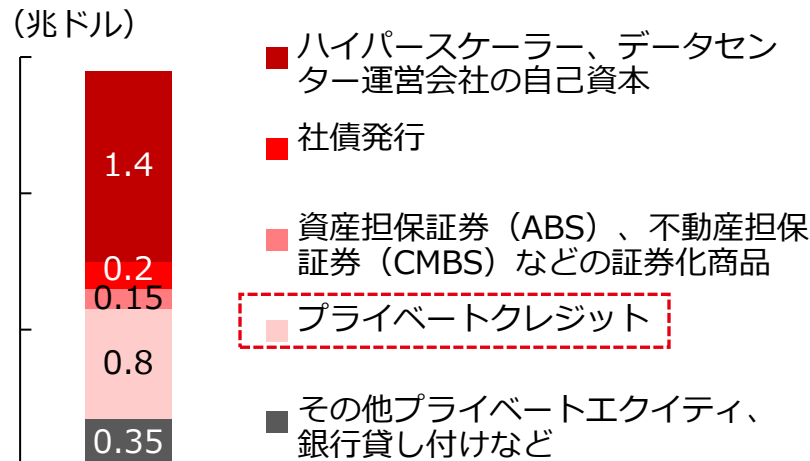 （兆ドル）
1.4
0.2
0.15
0.8
0.35
ハイパースケーラー、データセン
ター運営会社の自己資本
社債発行
資産担保証券（ABS）、不動産担保
証券（CMBS）などの証券化商品
プライベートクレジット
その他プライベートエクイティ、
銀行貸し付けなど